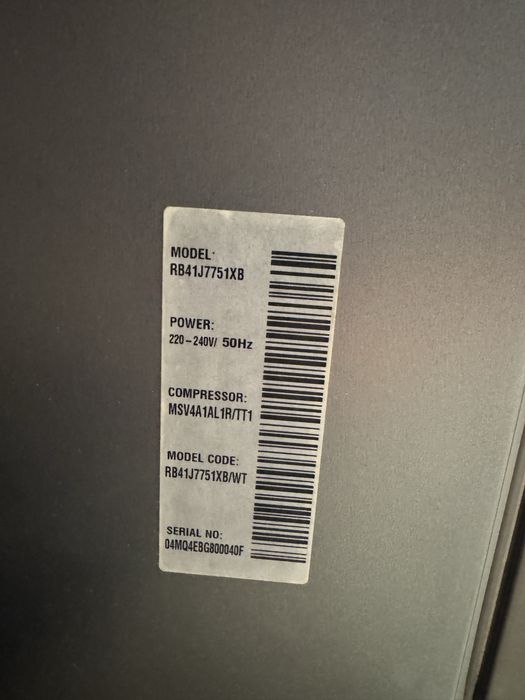 MODEL:
RB41J7751XB
POWER:
220~240V/ 50Hz
COMPRESSOR:
MSV4A1AL1R/TT1
MODEL CODE:
RB41J7751XB/WT
SERIAL NO:
04MQ4EBG800040F